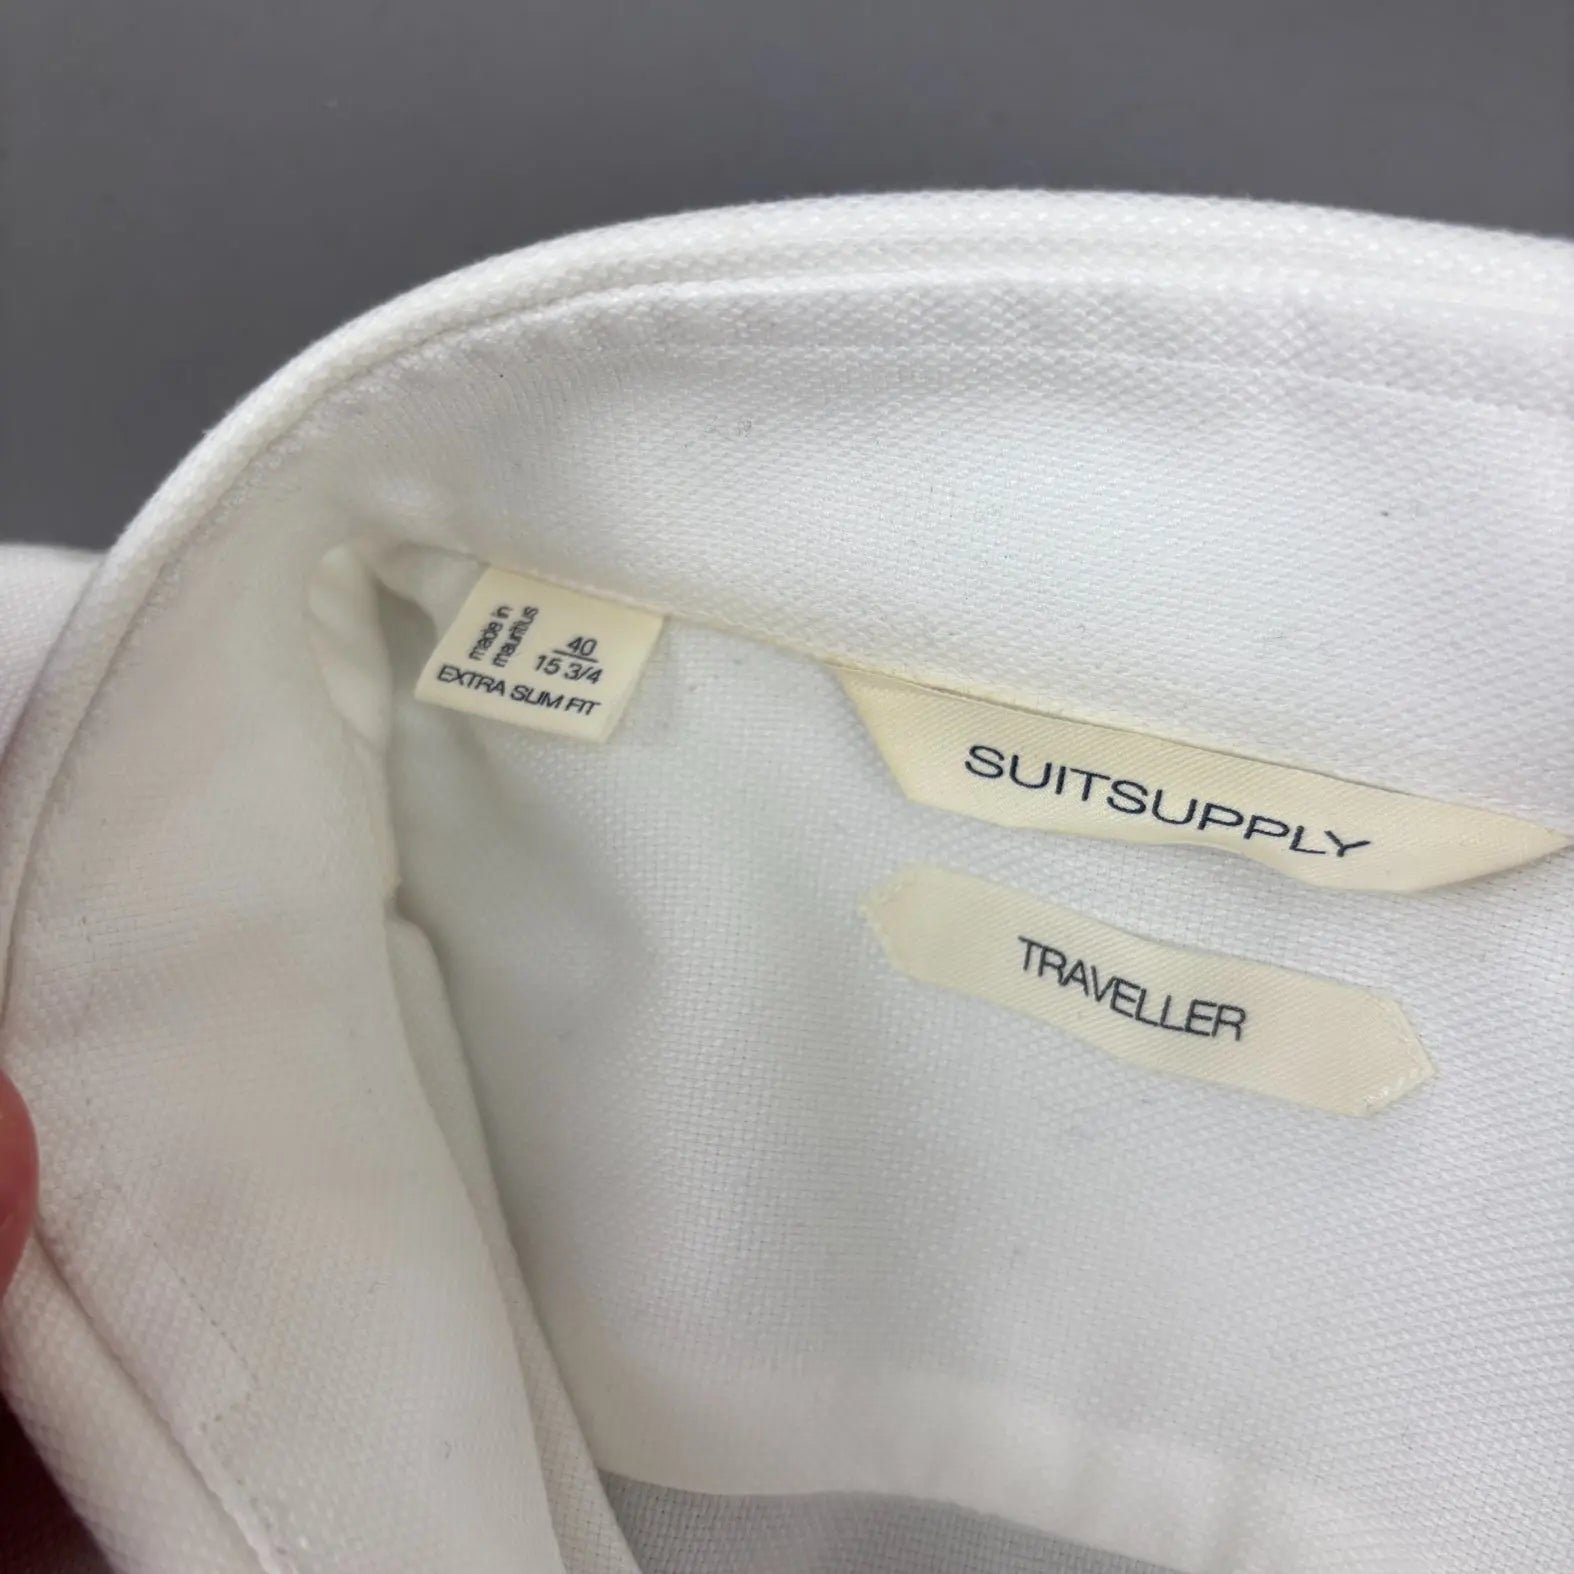 made in
mauritius
40
15 3/4
EXTRA SLIM FIT
SUITSUPPLY
TRAVELLER